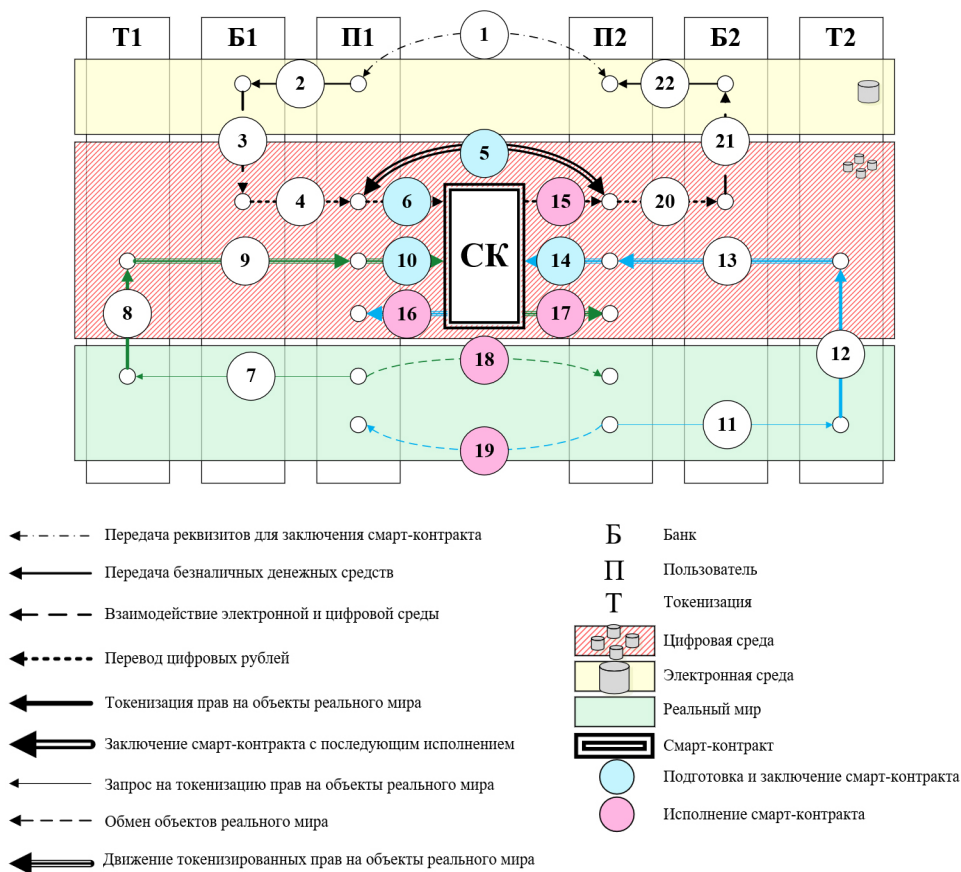 Т1 Б1 П1 1 П2 Б2 Т2
2 22
3 21
5
4 6 15 20
СК
9 10 14 13
8 16 17
12
18
7
11
19
Передача реквизитов для заключения смарт-контракта
Передача безналичных денежных средств
Взаимодействие электронной и цифровой среды
Перевод цифровых рублей
Токенизация прав на объекты реального мира
Заключение смарт-контракта с последующим исполнением
Запрос на токенизацию прав на объекты реального мира
Обмен объектов реального мира
Движение токенизированных прав на объекты реального мира
Б Банк
П Пользователь
Т Токенизация
Цифровая среда
Электронная среда
Реальный мир
Смарт-контракт
Подготовка и заключение смарт-контракта
Исполнение смарт-контракта